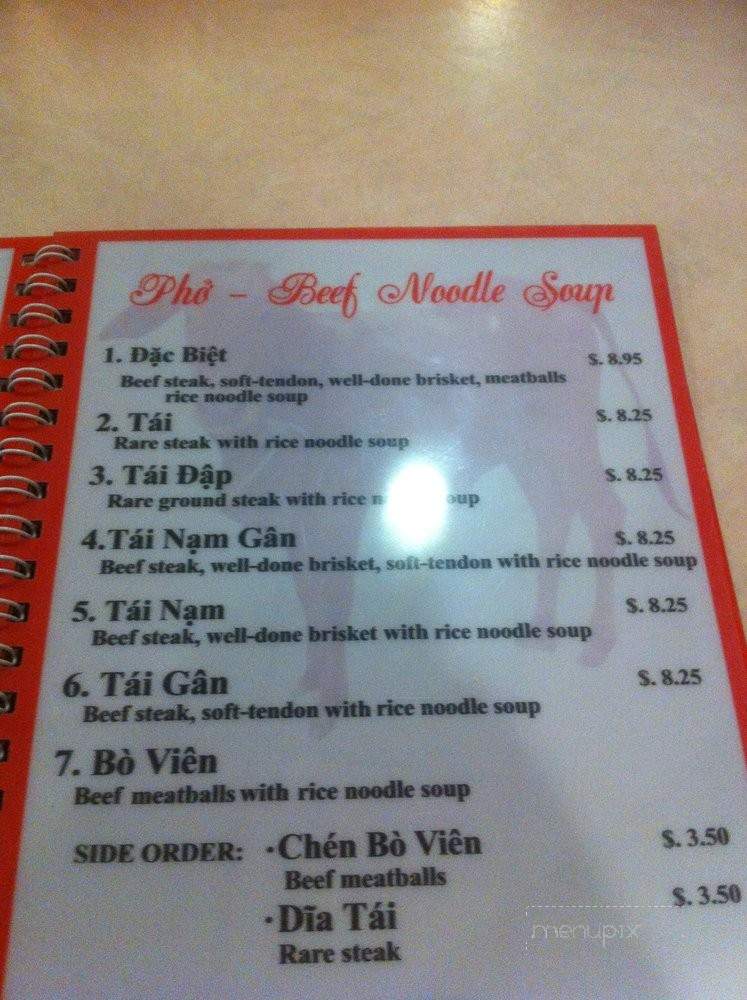 Phở - Beef Noodle Soup
1. Đặc Biệt $. 8.95
Beef steak, soft-tendon, well-done brisket, meatballs
rice noodle soup
2. Tái $. 8.25
Rare steak with rice noodle soup
3. Tái Đập $. 8.25
Rare ground steak with rice
4.Tái Nạm Gân $. 8.25
Beef steak, well-done brisket, soft-tendon with rice noodle soup
5. Tái Nạm $. 8.25
Beef steak, well-done brisket with rice noodle soup
6. Tái Gân $. 8.25
Beef steak, soft-tendon with rice noodle soup
7. Bò Viên
Beef meatballs with rice noodle soup
SIDE ORDER: ·Chén Bò Viên $. 3.50
Beef meatballs
·Dĩa Tái $. 3.50
Rare steak
menupix